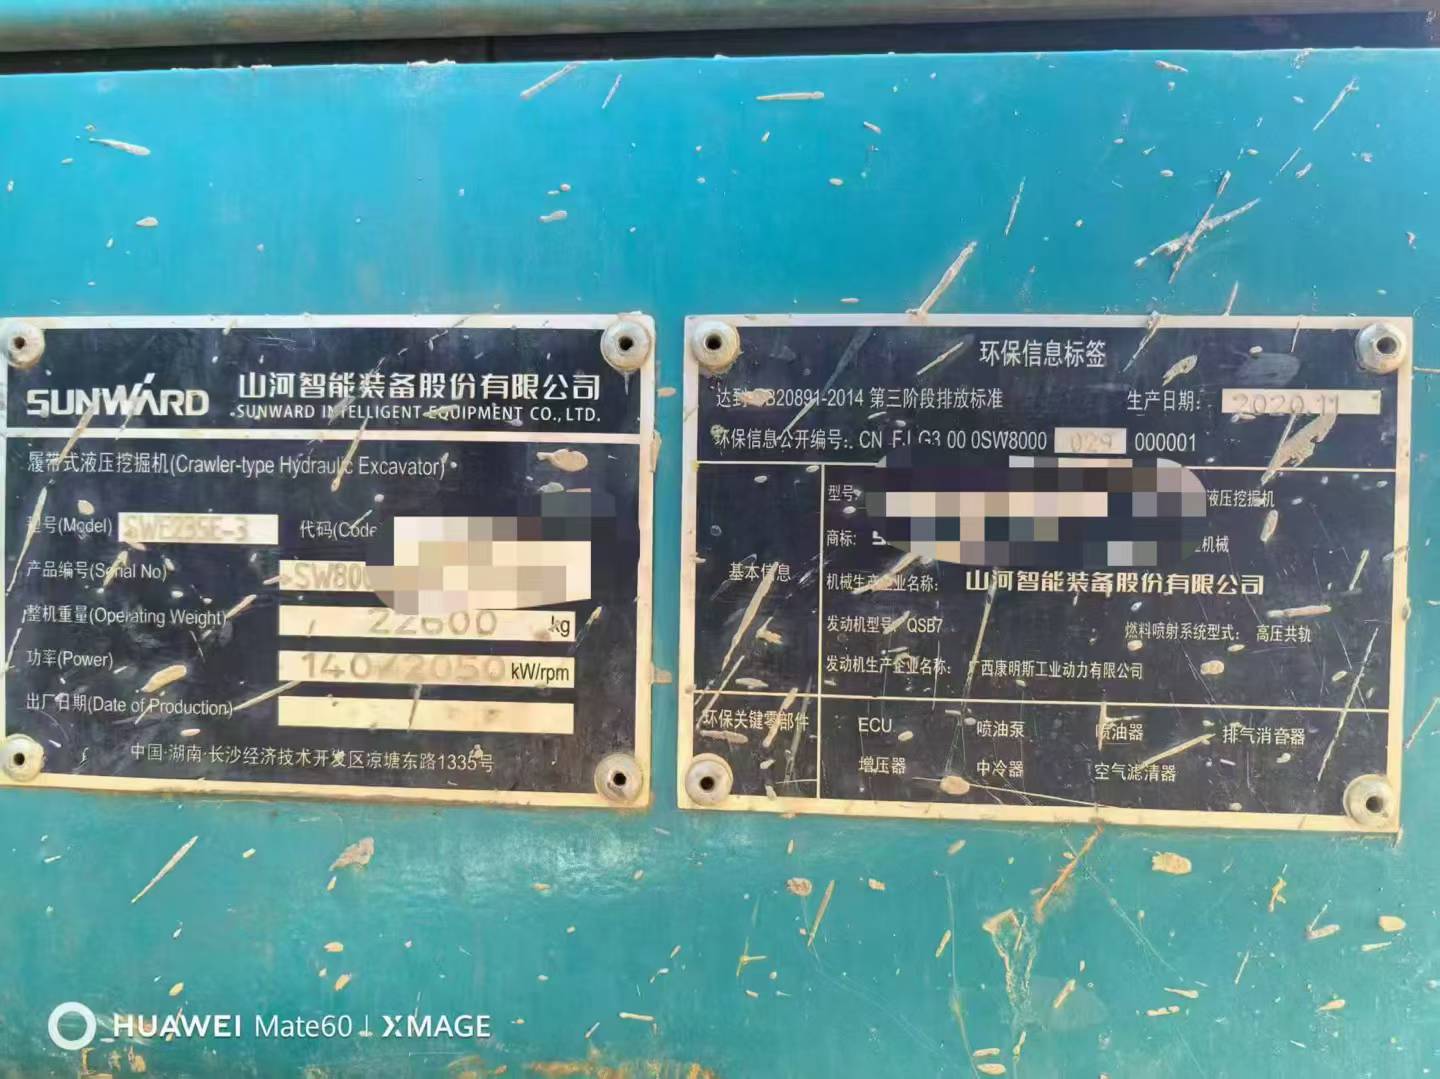 SUNWARD 山河智能装备股份有限公司
SUNWARD INTELLIGENT EQUIPMENT CO., LTD.
履带式液压挖掘机(Crawler-type Hydraulic Excavator)
型号(Model) SWE235E-3 代码(Code
产品编号(Serial No) SW800
整机重量(Operating Weight) 22600 kg
功率(Power) 140/2050 kW/rpm
出厂日期(Date of Production)
中国·湖南·长沙经济技术开发区凉塘东路1335号
环保信息标签
达到 GB20891-2014 第三阶段排放标准 生产日期: 2020.11
环保信息公开编号: CN FJ G3 00 0SW8000 029 000001
基本信息
型号: 液压挖掘机
商标: 机械
机械生产企业名称: 山河智能装备股份有限公司
发动机型号: QSB7 燃料喷射系统型式: 高压共轨
发动机生产企业名称: 广西康明斯工业动力有限公司
环保关键零部件
ECU 喷油泵 喷油器 排气消音器
增压器 中冷器 空气滤清器
HUAWEI Mate60 | XMAGE